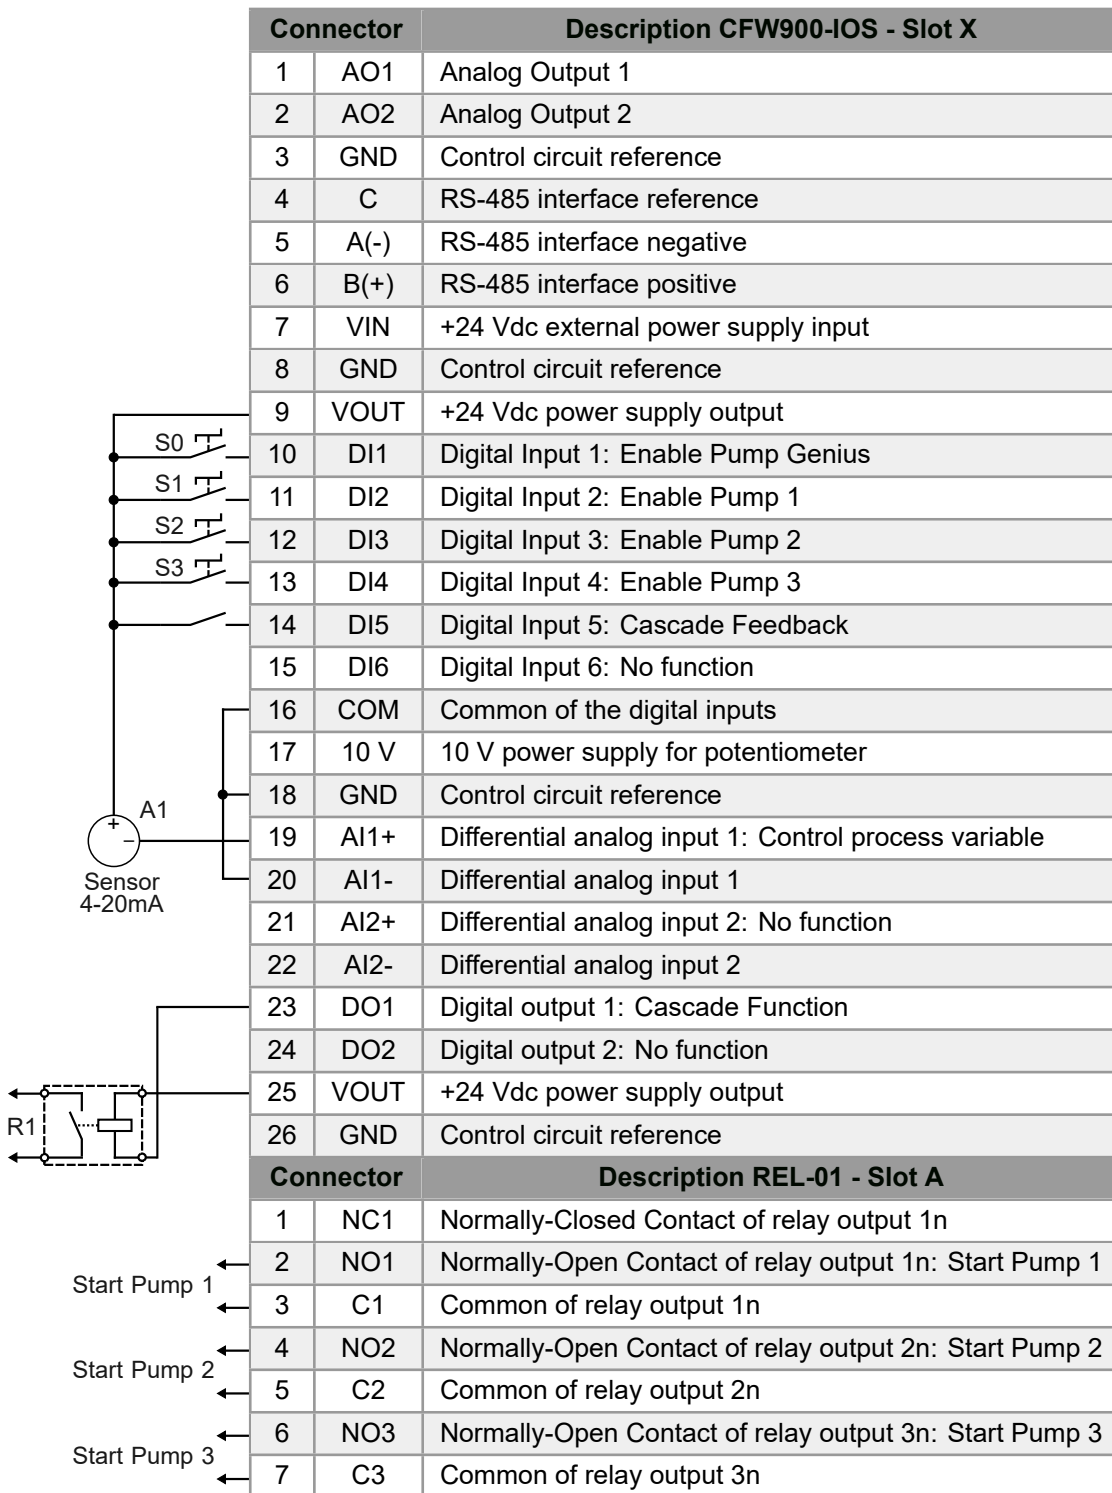 Connector Description CFW900-IOS - Slot X
1 AO1 Analog Output 1
2 AO2 Analog Output 2
3 GND Control circuit reference
4 C RS-485 interface reference
5 A(-) RS-485 interface negative
6 B(+) RS-485 interface positive
7 VIN +24 Vdc external power supply input
8 GND Control circuit reference
9 VOUT +24 Vdc power supply output
S0 10 DI1 Digital Input 1: Enable Pump Genius
S1 11 DI2 Digital Input 2: Enable Pump 1
S2 12 DI3 Digital Input 3: Enable Pump 2
S3 13 DI4 Digital Input 4: Enable Pump 3
14 DI5 Digital Input 5: Cascade Feedback
15 DI6 Digital Input 6: No function
16 COM Common of the digital inputs
17 10 V 10 V power supply for potentiometer
18 GND Control circuit reference
A1
+
−
19 AI1+ Differential analog input 1: Control process variable
20 AI1- Differential analog input 1
Sensor
4-20mA
21 AI2+ Differential analog input 2: No function
22 AI2- Differential analog input 2
23 DO1 Digital output 1: Cascade Function
24 DO2 Digital output 2: No function
25 VOUT +24 Vdc power supply output
R1
26 GND Control circuit reference
Connector Description REL-01 - Slot A
1 NC1 Normally-Closed Contact of relay output 1n
2 NO1 Normally-Open Contact of relay output 1n: Start Pump 1
Start Pump 1
3 C1 Common of relay output 1n
4 NO2 Normally-Open Contact of relay output 2n: Start Pump 2
Start Pump 2
5 C2 Common of relay output 2n
6 NO3 Normally-Open Contact of relay output 3n: Start Pump 3
Start Pump 3
7 C3 Common of relay output 3n